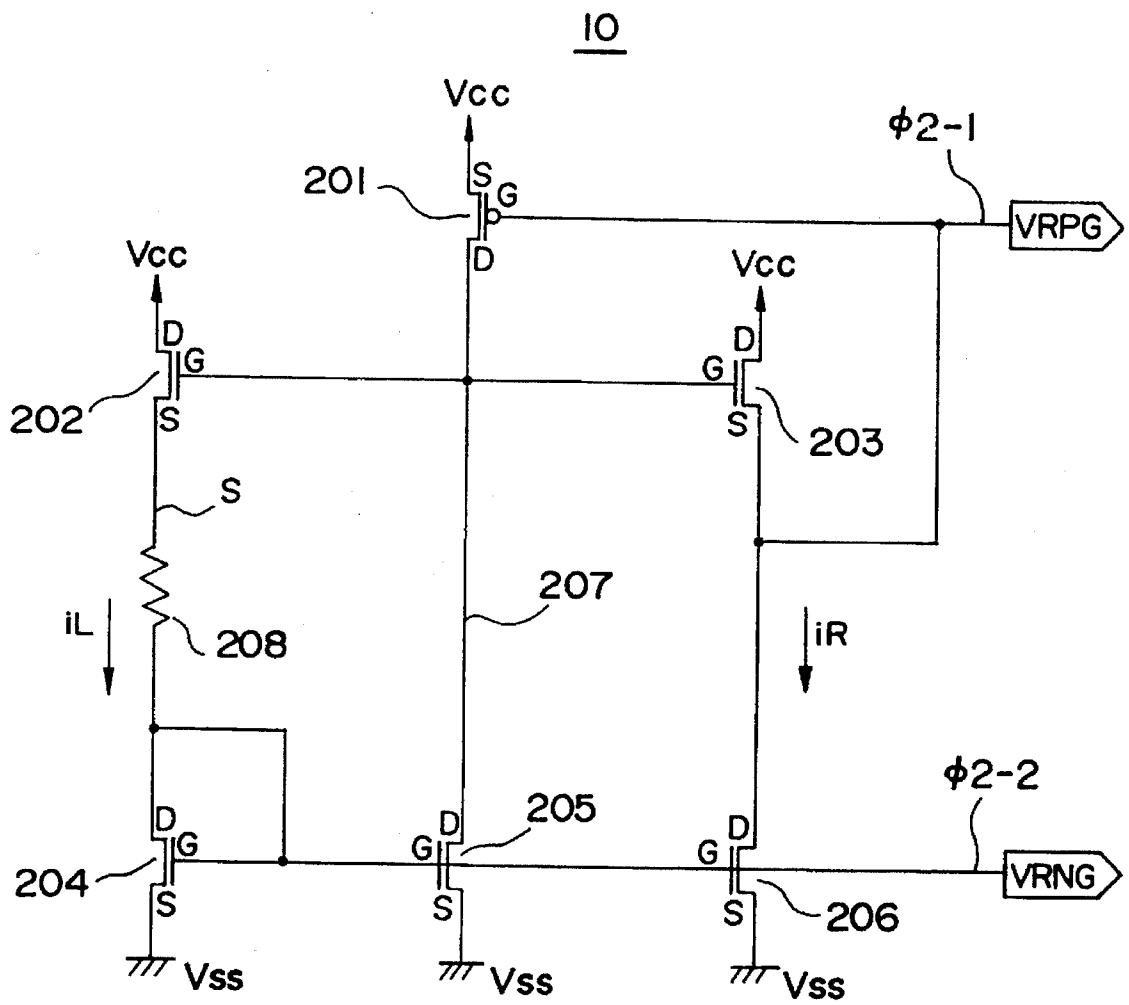 10
Vcc
φ2-1
201
S
G
VRPG
D
Vcc
Vcc
D
G
D
G
202
S
S
203
S
207
iL
208
iR
φ2-2
D
G
205
D
G
D
G
VRNG
204
S
S
S
206
Vss
Vss
Vss